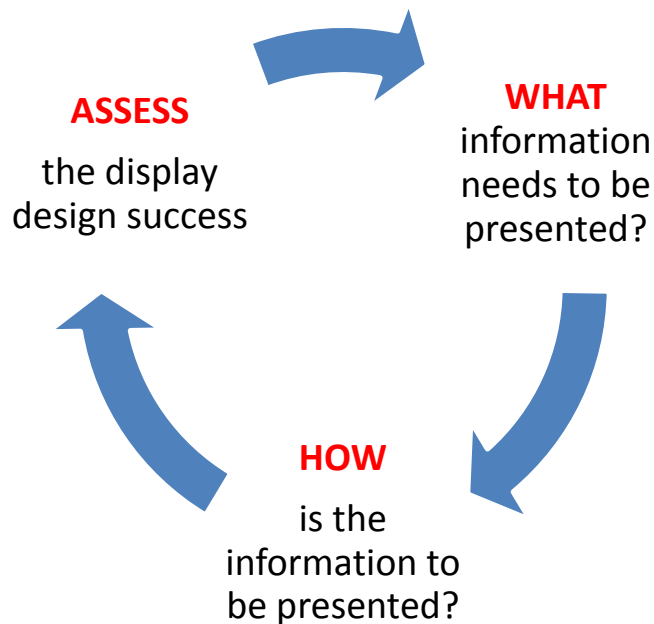 ASSESS
the display
design success
WHAT
information
needs to be
presented?
HOW
is the
information to
be presented?